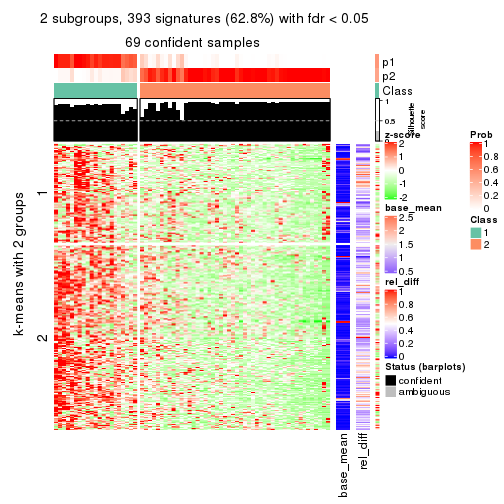 2 subgroups, 393 signatures (62.8%) with fdr < 0.05
69 confident samples
p1
p2
Class
1
0.5
0
Silhouette
score
k-means with 2 groups
1
2
base_mean
rel_diff
z-score
2
1
0
-1
-2
base_mean
2.5
2
1.5
1
0.5
rel_diff
1
0.8
0.6
0.4
0.2
0
Status (barplots)
confident
ambiguous
Prob
1
0.8
0.6
0.4
0.2
0
Class
1
2